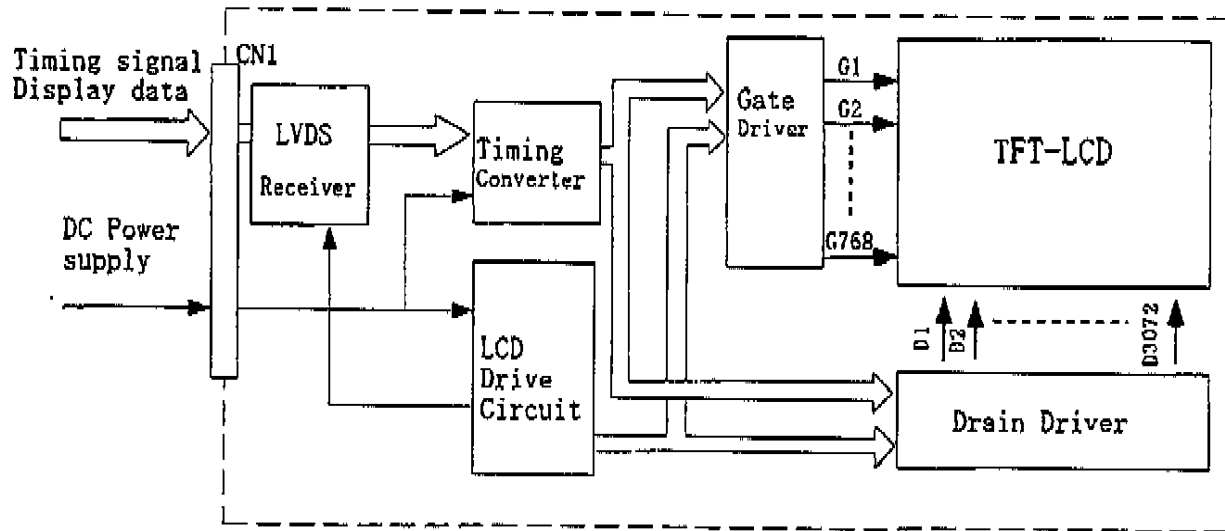 Timing signal
Display data
CN1
LVDS
Receiver
Timing
Converter
Gate
Driver
G1
G2
G768
TFT-LCD
DC Power
supply
LCD
Drive
Circuit
D1
D2
D3072
Drain Driver